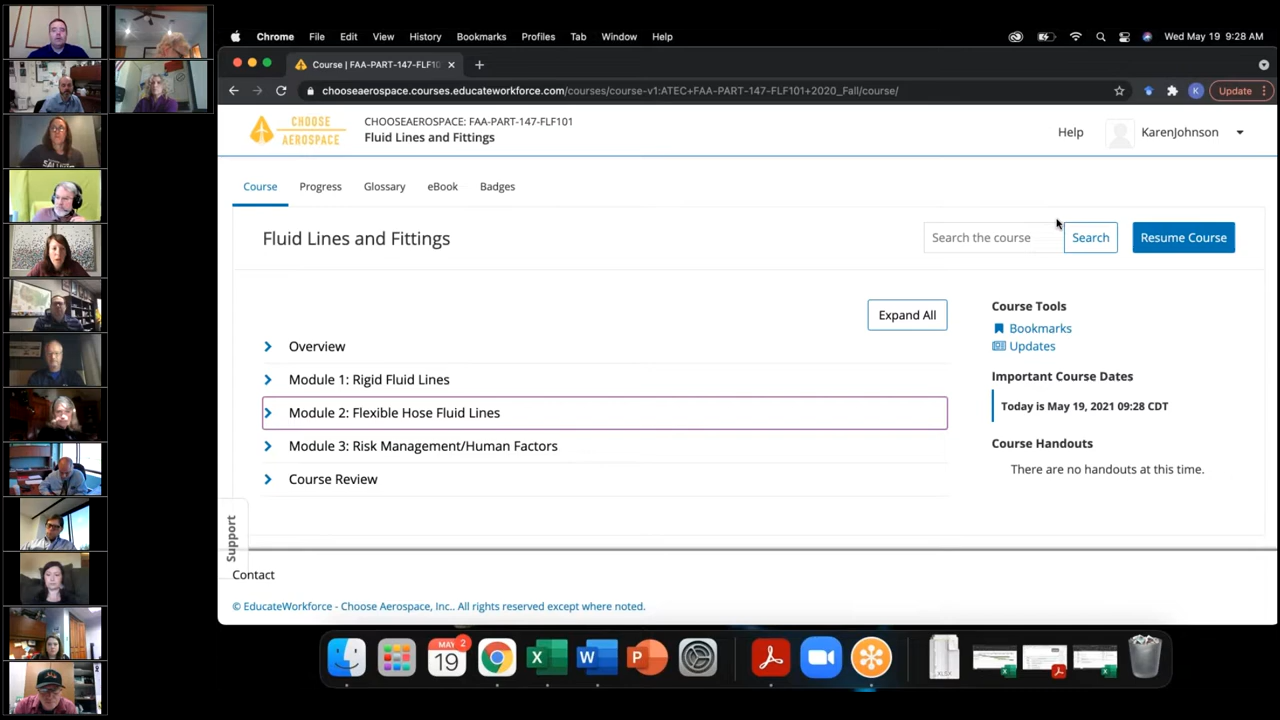 Chrome File Edit View History Bookmarks Profiles Tab Window Help Wed May 19 9:28 AM
Course | FAA-PART-147-FLF10
chooseaerospace.courses.educateworkforce.com/courses/course-v1:ATEC+FAA-PART-147-FLF101+2020_Fall/course/
K
Update
CHOOSE
AEROSPACE
CHOOSEAEROSPACE: FAA-PART-147-FLF101
Fluid Lines and Fittings
Help
KarenJohnson
Course Progress Glossary eBook Badges
Fluid Lines and Fittings
Search the course Search Resume Course
Expand All
Overview
Module 1: Rigid Fluid Lines
Module 2: Flexible Hose Fluid Lines
Module 3: Risk Management/Human Factors
Course Review
Course Tools
Bookmarks
Updates
Important Course Dates
Today is May 19, 2021 09:28 CDT
Course Handouts
There are no handouts at this time.
Support
Contact
© EducateWorkforce - Choose Aerospace, Inc.. All rights reserved except where noted.
MAY 2
19
X
W
P
XLSX